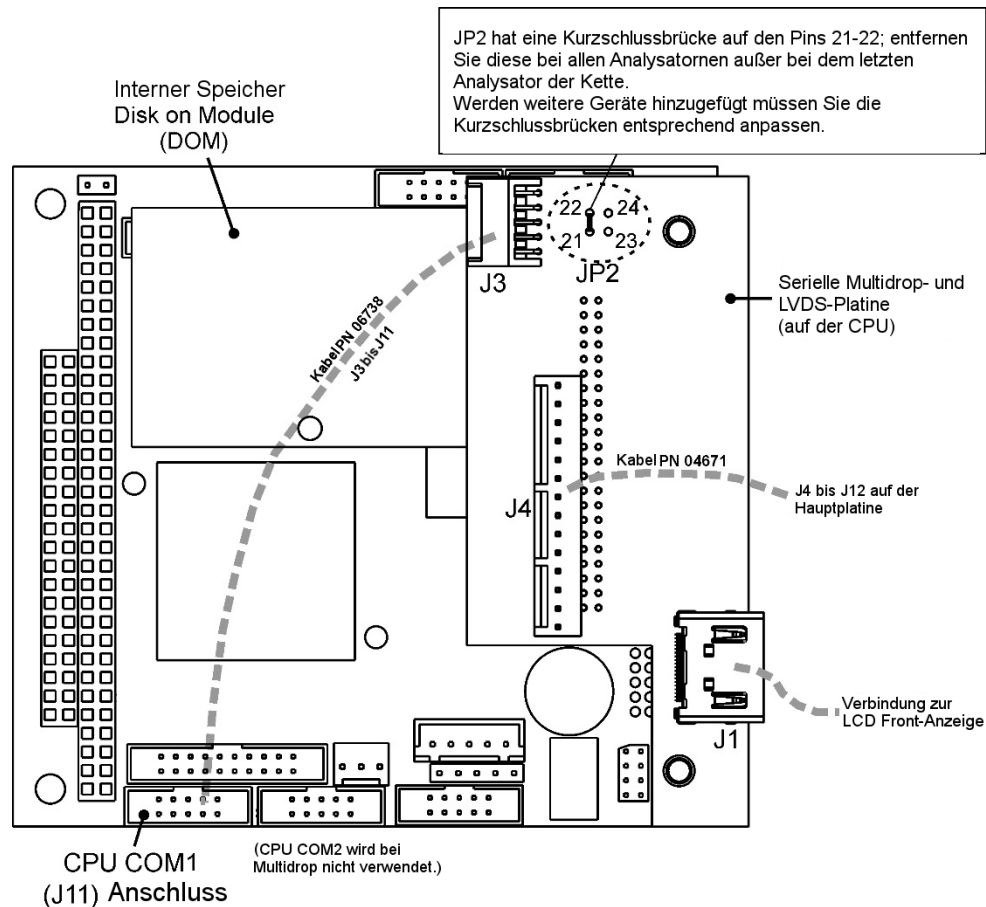 JP2 hat eine Kurzschlussbrücke auf den Pins 21-22; entfernen
Sie diese bei allen Analysatornen außer bei dem letzten
Analysator der Kette.
Werden weitere Geräte hinzugefügt müssen Sie die
Kurzschlussbrücken entsprechend anpassen.
Interner Speicher
Disk on Module
(DOM)
22
24
21
23
JP2
J3
Serielle Multidrop- und
LVDS-Platine
(auf der CPU)
Kabel PN 06738
J3 bis J11
Kabel PN 04671
J4
J4 bis J12 auf der
Hauptplatine
Verbindung zur
LCD Front-Anzeige
J1
CPU COM1
(J11) Anschluss
(CPU COM2 wird bei
Multidrop nicht verwendet.)